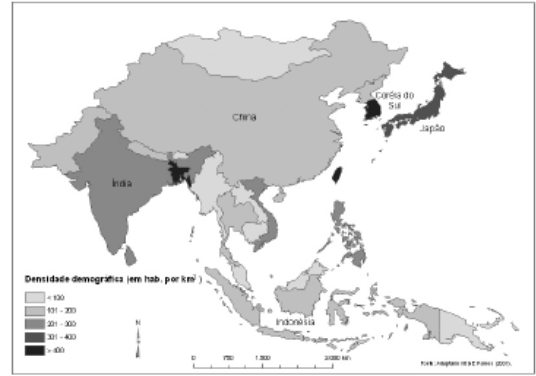 Coréia do
Sul
China
Japão
Índia
Densidade demográfica (em hab. por km²)
< 100
101 - 200
201 - 300
301 - 400
> 400
Indonésia
N
0 750 1.500 3.000 km